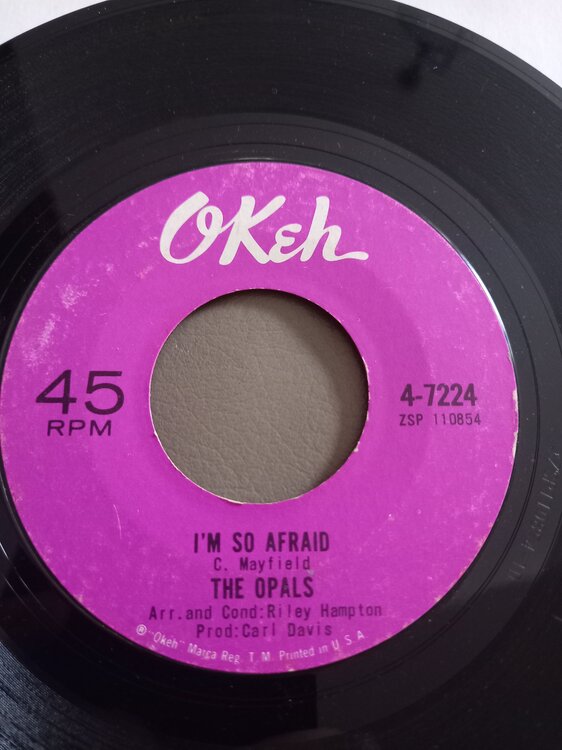 OKeh
45
RPM
4-7224
ZSP 110854
I'M SO AFRAID
C. Mayfield
THE OPALS
Arr.and Cond:Riley Hampton
Prod:Carl Davis
® "Okeh" Marca Reg. T. M. Printed in U S A